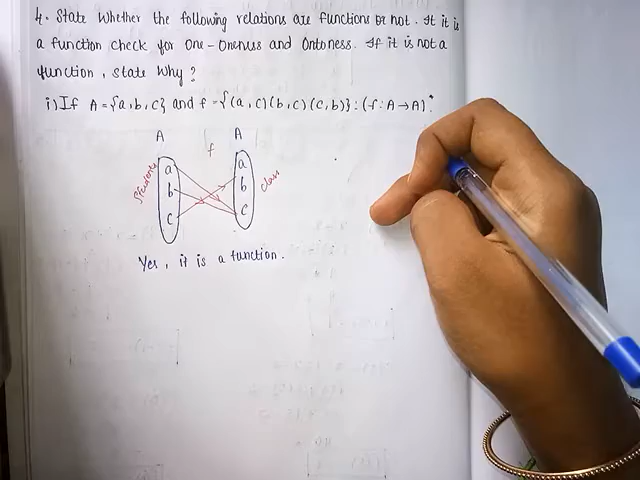 4. State whether the following relations are functions or not. If it is
a function check for One-Oneness and Ontoness. If it is not a
function, state why?
i) If A = {a, b, c} and f = {(a, c)(b, c)(c, b)} : (f: A → A).
A f A
students a b c
a b c class
Yes, it is a function.